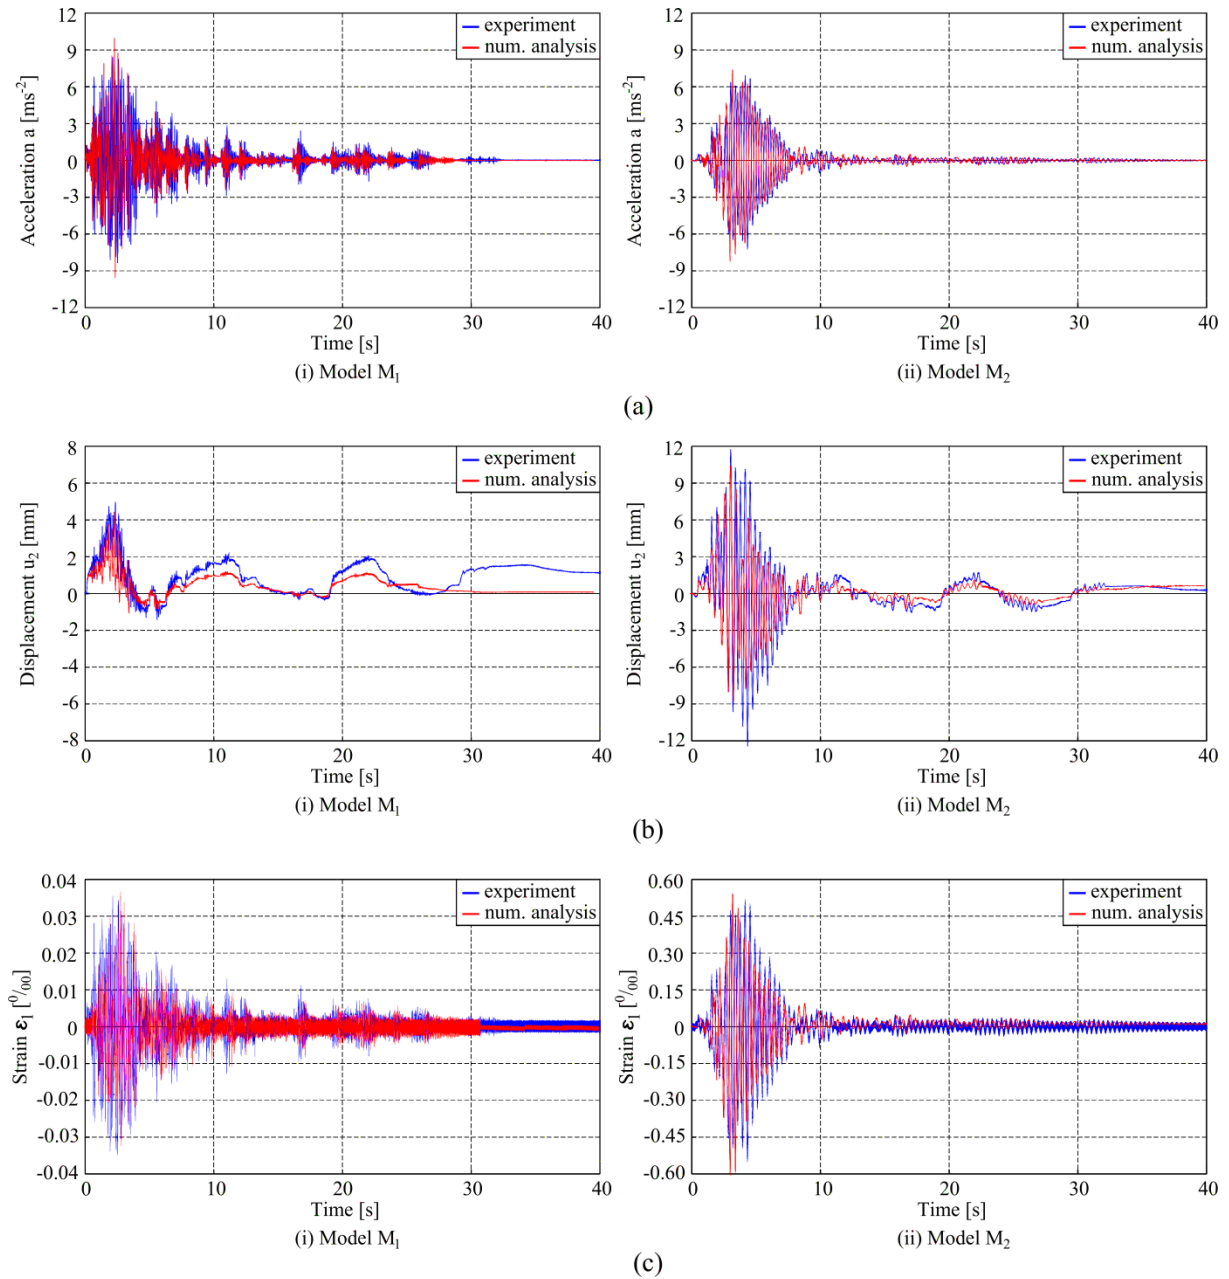 12
9
6
3
0
-3
-6
-9
-12
Acceleration a [ms-2]
experiment
num. analysis
0
10
20
30
40
Time [s]
(i) Model M1
12
9
6
3
0
-3
-6
-9
-12
Acceleration a [ms-2]
experiment
num. analysis
0
10
20
30
40
Time [s]
(ii) Model M2
(a)
8
6
4
2
0
-2
-4
-6
-8
Displacement u2 [mm]
experiment
num. analysis
0
10
20
30
40
Time [s]
(i) Model M1
12
9
6
3
0
-3
-6
-9
-12
Displacement u2 [mm]
experiment
num. analysis
0
10
20
30
40
Time [s]
(ii) Model M2
(b)
0.04
0.03
0.02
0.01
0
-0.01
-0.02
-0.03
-0.04
Strain ε1 [0/00]
experiment
num. analysis
0
10
20
30
40
Time [s]
(i) Model M1
0.60
0.45
0.30
0.15
0
-0.15
-0.30
-0.45
-0.60
Strain ε1 [0/00]
experiment
num. analysis
0
10
20
30
40
Time [s]
(ii) Model M2
(c)